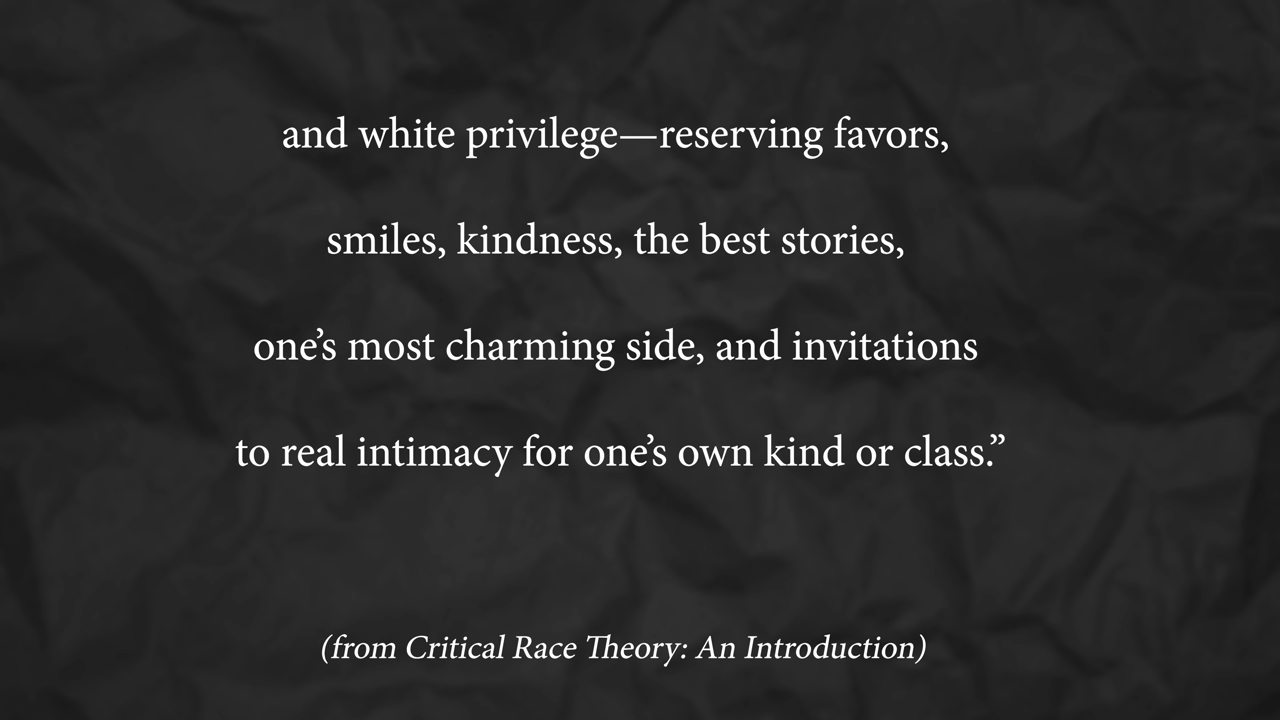 and white privilege—reserving favors,
smiles, kindness, the best stories,
one’s most charming side, and invitations
to real intimacy for one’s own kind or class.”
(from Critical Race Theory: An Introduction)